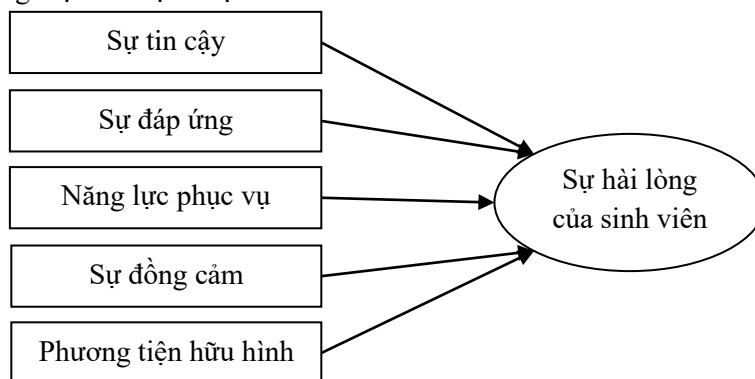 Sự tin cậy
Sự đáp ứng
Năng lực phục vụ
Sự đồng cảm
Phương tiện hữu hình
Sự hài lòng
của sinh viên